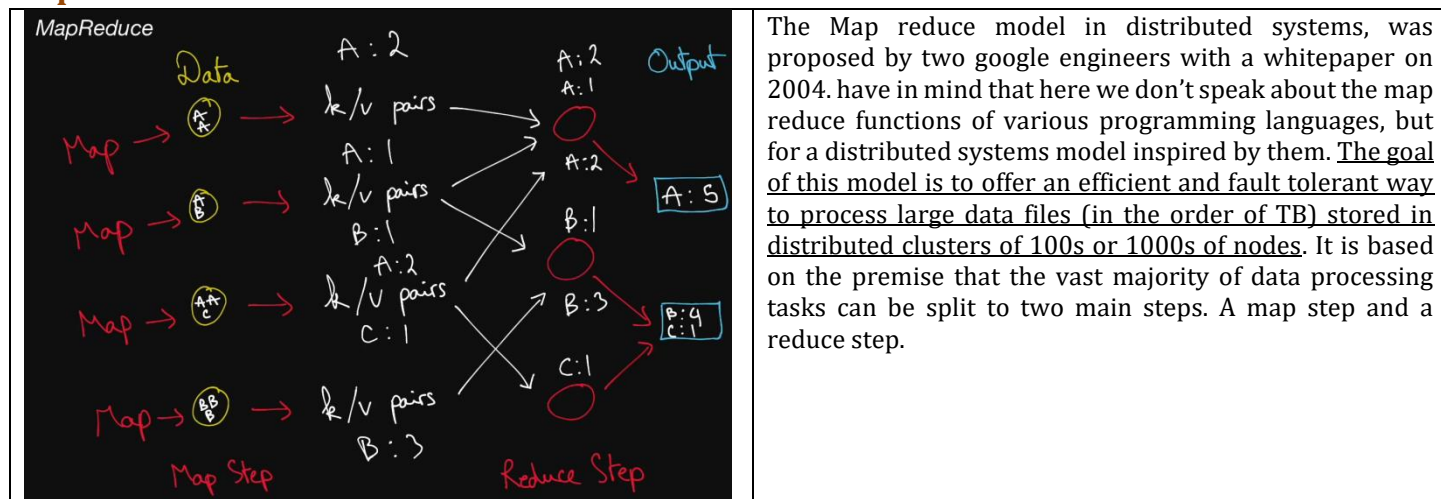 MapReduce
A : 2
Data
A:2
A:1
Output
A
A
Map
k/v pairs
A : 1
A:2
A
B
Map
k/v pairs
A: 5
B : 1
B:1
A:2
AA
C
Map
k/v pairs
C : 1
B:3
B:4
C:1
C:1
BB
B
Map
k/v pairs
B : 3
Map Step
Reduce Step
The Map reduce model in distributed systems, was
proposed by two google engineers with a whitepaper on
2004. have in mind that here we don’t speak about the map
reduce functions of various programming languages, but
for a distributed systems model inspired by them. The goal
of this model is to offer an efficient and fault tolerant way
to process large data files (in the order of TB) stored in
distributed clusters of 100s or 1000s of nodes. It is based
on the premise that the vast majority of data processing
tasks can be split to two main steps. A map step and a
reduce step.